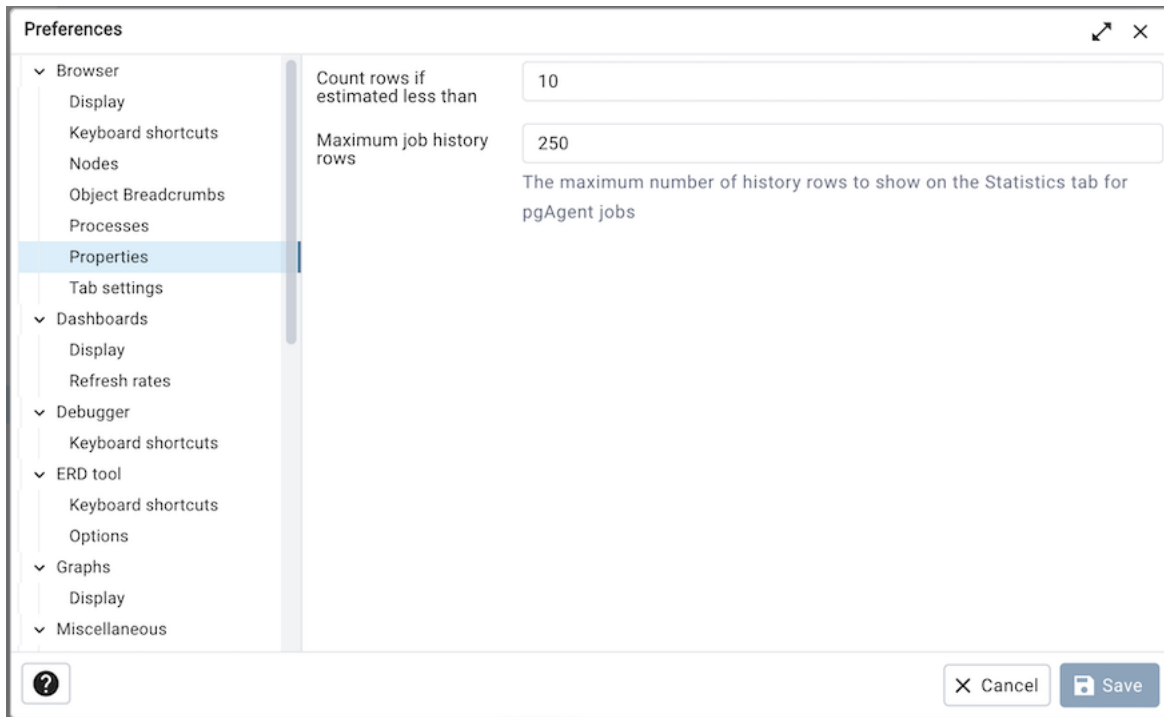 Preferences
Browser
Display
Keyboard shortcuts
Nodes
Object Breadcrumbs
Processes
Properties
Tab settings
Dashboards
Display
Refresh rates
Debugger
Keyboard shortcuts
ERD tool
Keyboard shortcuts
Options
Graphs
Display
Miscellaneous
Count rows if
estimated less than
10
Maximum job history
rows
250
The maximum number of history rows to show on the Statistics tab for
pgAgent jobs
Cancel
Save